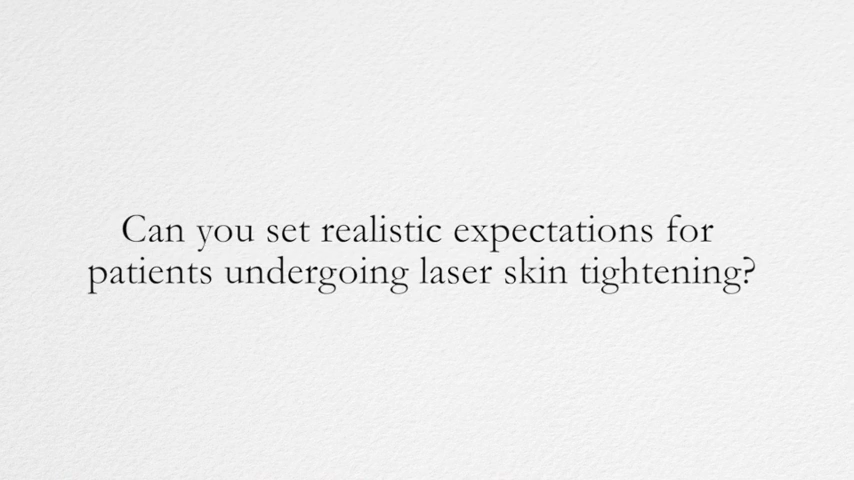 Can you set realistic expectations for
patients undergoing laser skin tightening?